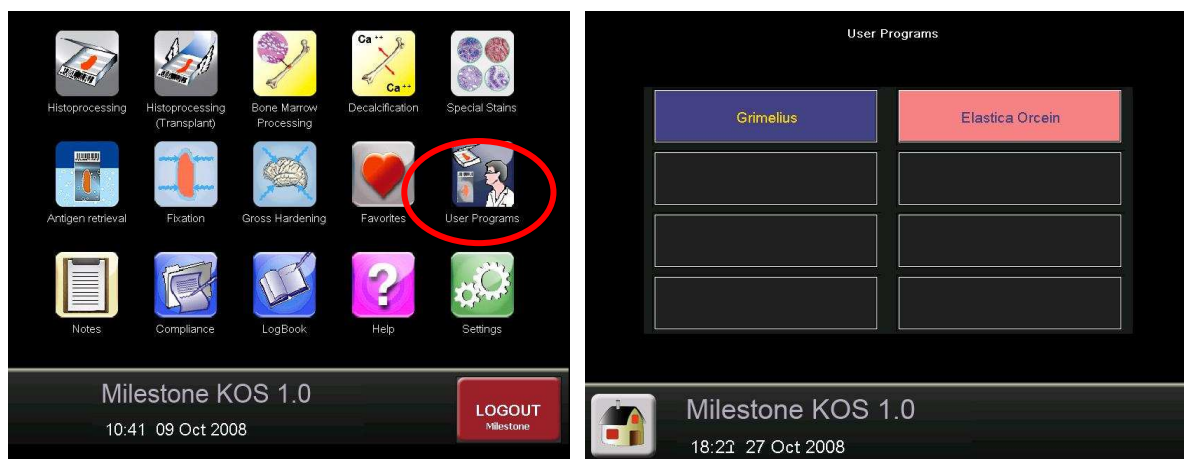 Ca ++
Ca ++
Histoprocessing
Histoprocessing
(Transplant)
Bone Marrow
Processing
Decalcification
Special Stains
Antigen retrieval
Fixation
Gross Hardening
Favorites
User Programs
Notes
Compliance
LogBook
?
Help
Settings
Milestone KOS 1.0
10:41 09 Oct 2008
LOGOUT
Milestone
User Programs
Grimelius
Elastica Orcein
Milestone KOS 1.0
27 Oct 2008